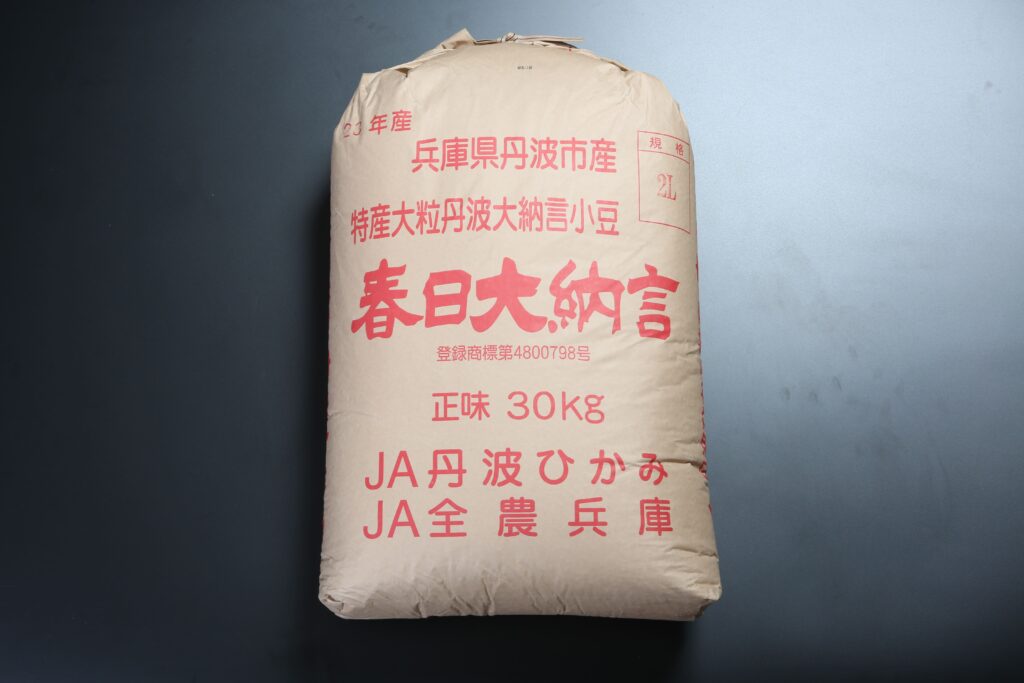 23年産
兵庫県丹波市産
規格
2L
特産大粒丹波大納言小豆
春日大納言
登録商標第4800798号
正味 30kg
JA丹波ひかみ
JA全農兵庫